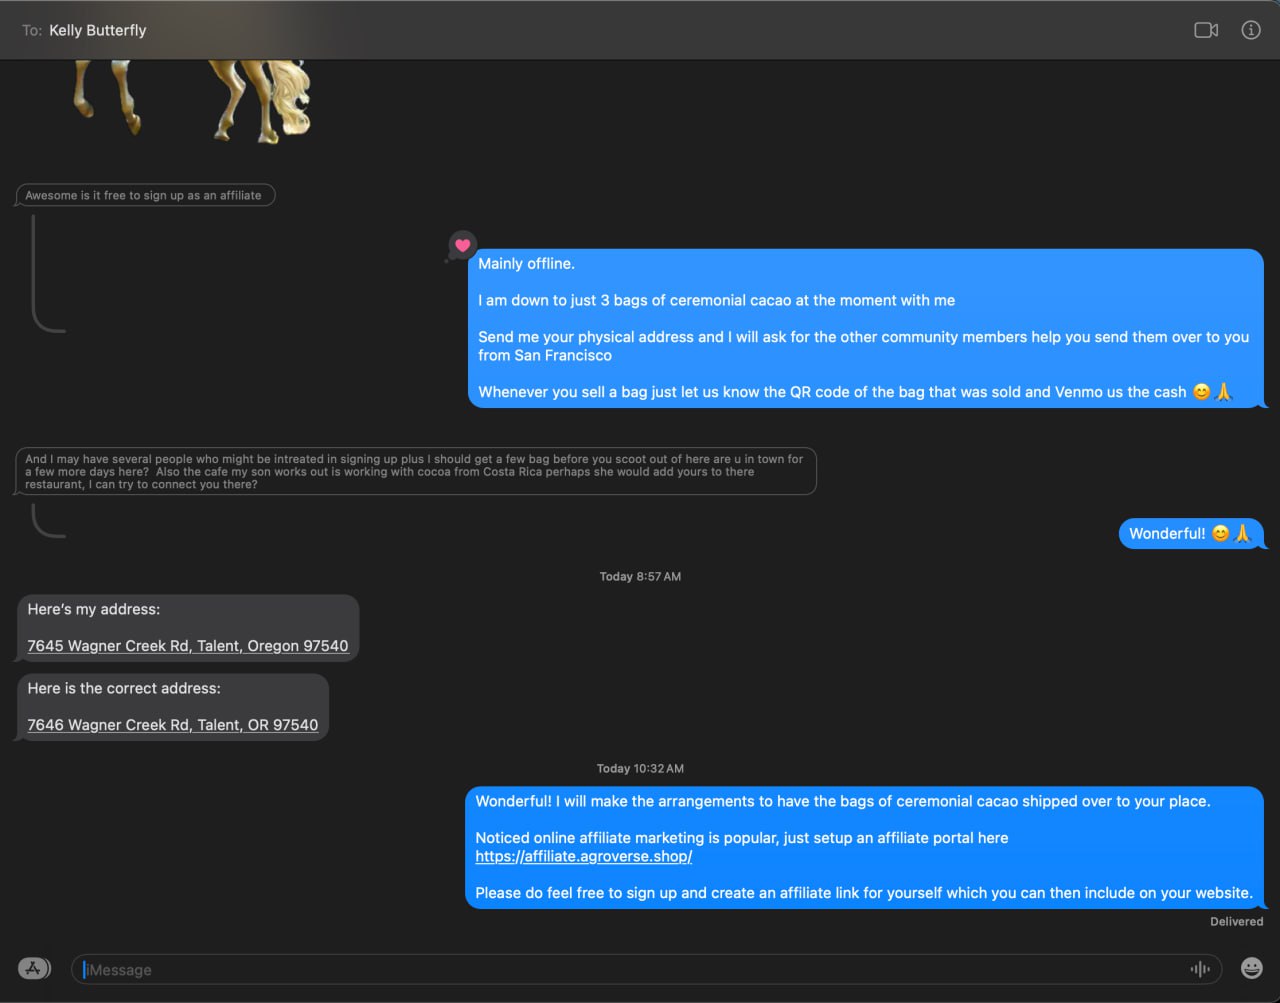 To: Kelly Butterfly
Awesome is it free to sign up as an affiliate
Mainly offline.
I am down to just 3 bags of ceremonial cacao at the moment with me
Send me your physical address and I will ask for the other community members help you send them over to you
from San Francisco
Whenever you sell a bag just let us know the QR code of the bag that was sold and Venmo us the cash 😊🙏
And I may have several people who might be intreated in signing up plus I should get a few bag before you scoot out of here are u in town for
a few more days here?  Also the cafe my son works out is working with cocoa from Costa Rica perhaps she would add yours to there
restaurant, I can try to connect you there?
Wonderful! 😊🙏
Today 8:57 AM
Here's my address:
7645 Wagner Creek Rd, Talent, Oregon 97540
Here is the correct address:
7646 Wagner Creek Rd, Talent, OR 97540
Today 10:32 AM
Wonderful! I will make the arrangements to have the bags of ceremonial cacao shipped over to your place.
Noticed online affiliate marketing is popular, just setup an affiliate portal here
https://affiliate.agroverse.shop/
Please do feel free to sign up and create an affiliate link for yourself which you can then include on your website.
Delivered
iMessage